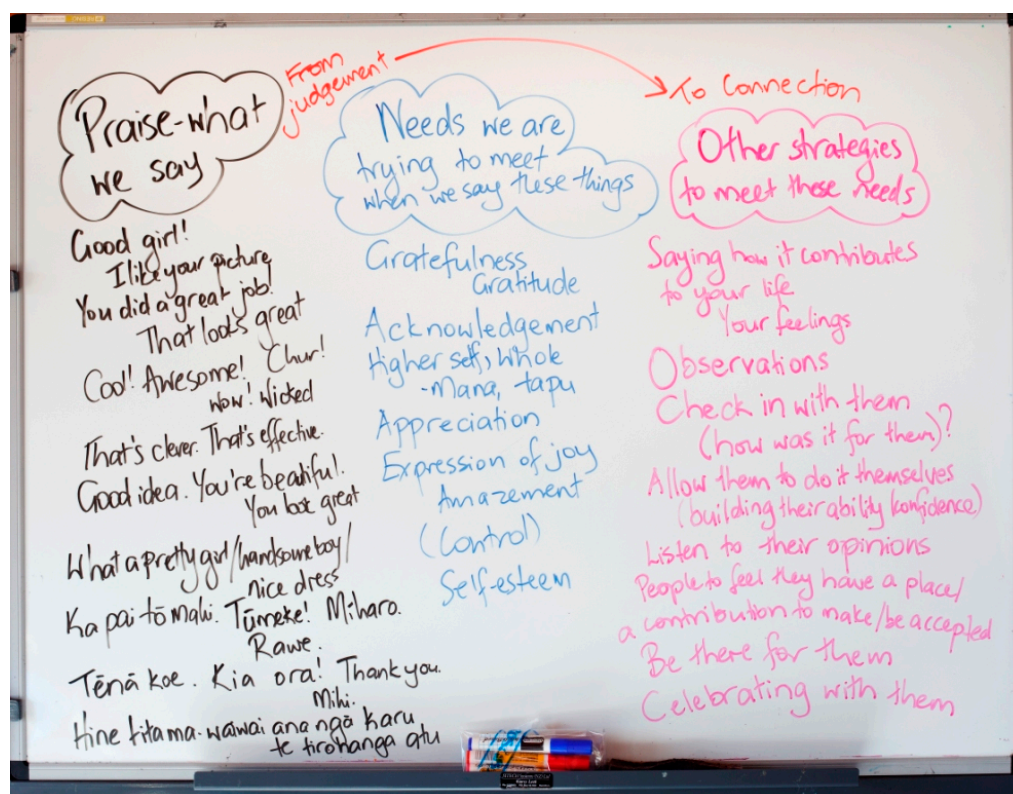 Praise-what
we say
From
judgement
To Connection
Needs we are
trying to meet
when we say these things
Other strategies
to meet these needs
Good girl!
I like your picture
You did a great job!
That looks great
Cool! Awesome! Chur!
Wow! Wicked
That's clever. That's effective.
Good idea. You're beautiful.
You look great
What a pretty girl/handsome boy/
nice dress
Ka pai tō mahi. Tūmeke! Mīharo.
Rawe.
Tēnā koe. Kia ora! Thank you.
Mihi.
Hine titama. waiwai ana ngā karu
te tirohanga atu
Gratefulness
Gratitude
Acknowledgement
Higher self, Whole
-Mana, tapu
Appreciation
Expression of joy
Amazement
(Control)
Self-esteem
Saying how it contributes
to your life
Your feelings
Observations
Check in with them
(how was it for them)?
Allow them to do it themselves
(building their ability/confidence)
Listen to their opinions
People to feel they have a place/
a contribution to make/be accepted
Be there for them
Celebrating with them